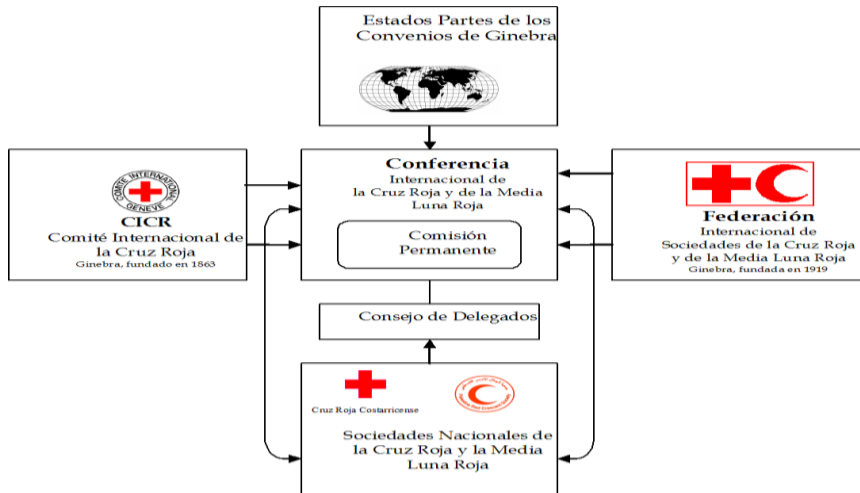 Estados Partes de los
Convenios de Ginebra
COMITE INTERNATIONAL
GENEVE
CICR
Comité Internacional de
la Cruz Roja
Ginebra, fundado en 1863
Conferencia
Internacional de
la Cruz Roja y de la Media
Luna Roja
Comisión
Permanente
Federación
Internacional de
Sociedades de la Cruz Roja
y de la Media Luna Roja
Ginebra, fundada en 1919
Consejo de Delegados
Cruz Roja Costarricense
Sociedades Nacionales de
la Cruz Roja y la Media
Luna Roja